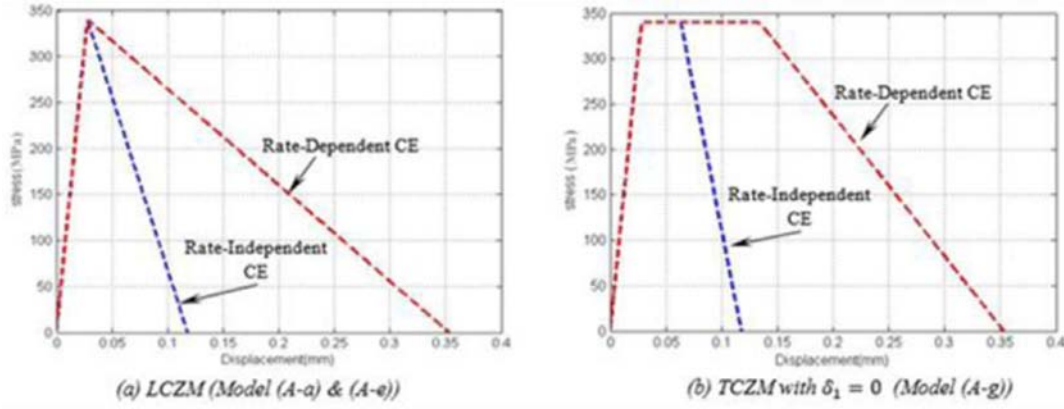 350
300
250
200
150
100
50
0
stress(MPa)
0 0.05 0.1 0.15 0.2 0.25 0.3 0.35 0.4
Displacement(mm)
Rate-Dependent CE
Rate-Independent
CE
(a) LCZM (Model (A-a) & (A-e))
350
300
250
200
150
100
50
0
stress (MPa)
0 0.05 0.1 0.15 0.2 0.25 0.3 0.35 0.4
Displacement(mm)
Rate-Dependent CE
Rate-Independent
CE
(b) TCZM with δ₁ = 0 (Model (A-g)